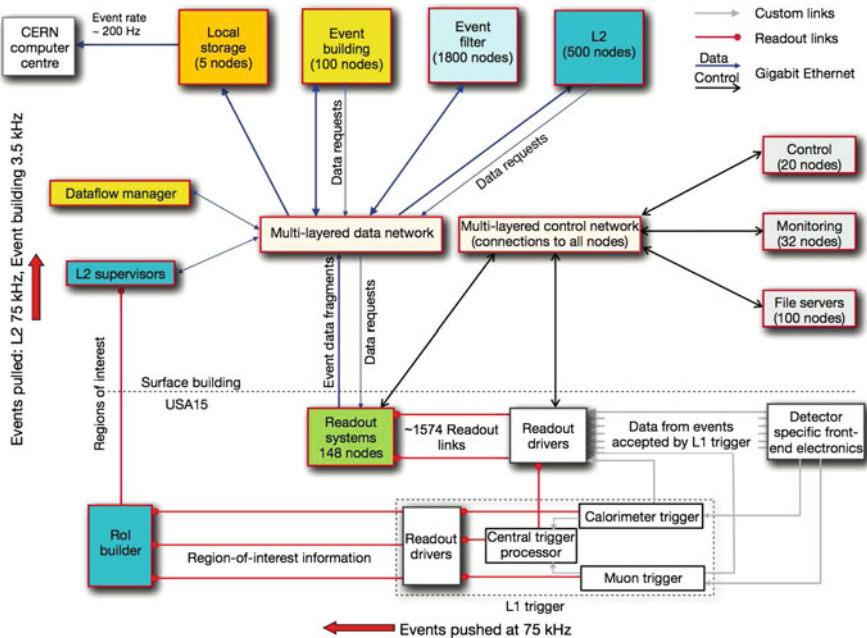 CERN
computer
centre
Event rate
~ 200 Hz
Local
storage
(5 nodes)
Event
building
(100 nodes)
Event
filter
(1800 nodes)
L2
(500 nodes)
Custom links
Readout links
Data
Control
Gigabit Ethernet
Data requests
Data requests
Control
(20 nodes)
Dataflow manager
Multi-layered data network
Multi-layered control network
(connections to all nodes)
Monitoring
(32 nodes)
L2 supervisors
File servers
(100 nodes)
Events pulled: L2 75 kHz, Event building 3.5 kHz
Regions of interest
Event data fragments
Data requests
Surface building
USA15
Readout
systems
148 nodes
~1574 Readout
links
Readout
drivers
Data from events
accepted by L1 trigger
Detector
specific front-
end electronics
RoI
builder
Region-of-interest information
Readout
drivers
Central trigger
processor
Calorimeter trigger
Muon trigger
L1 trigger
Events pushed at 75 kHz